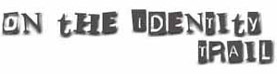 on the identity
trail